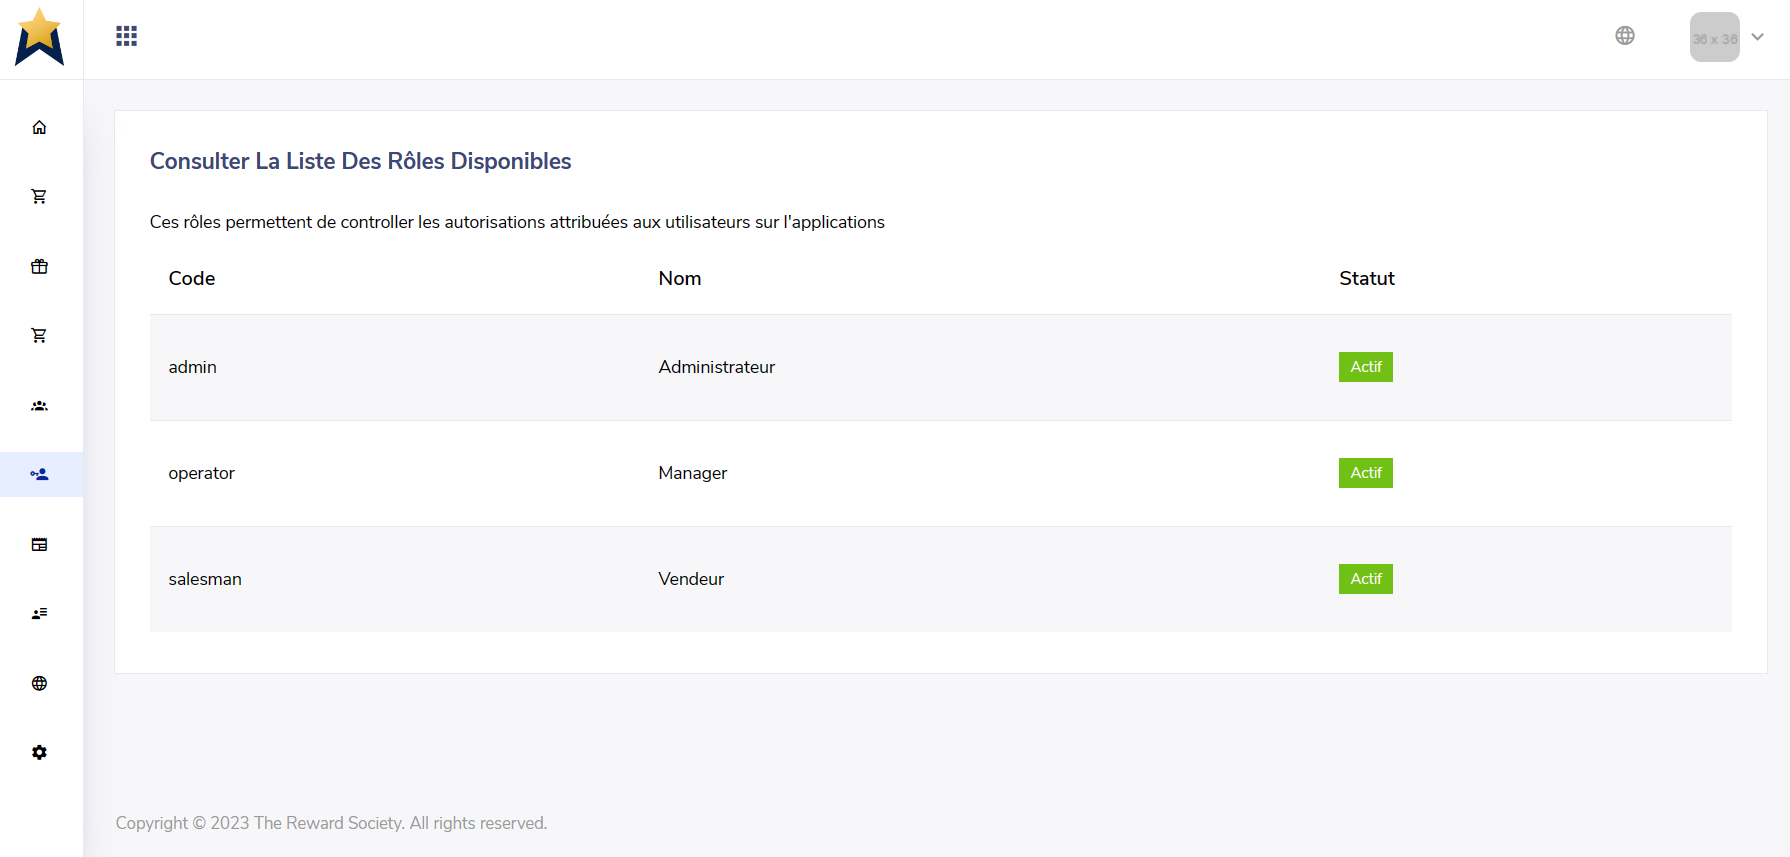 36 x 36
Consulter La Liste Des Rôles Disponibles
Ces rôles permettent de controller les autorisations attribuées aux utilisateurs sur l'applications
Code Nom Statut
admin Administrateur Actif
operator Manager Actif
salesman Vendeur Actif
Copyright © 2023 The Reward Society. All rights reserved.